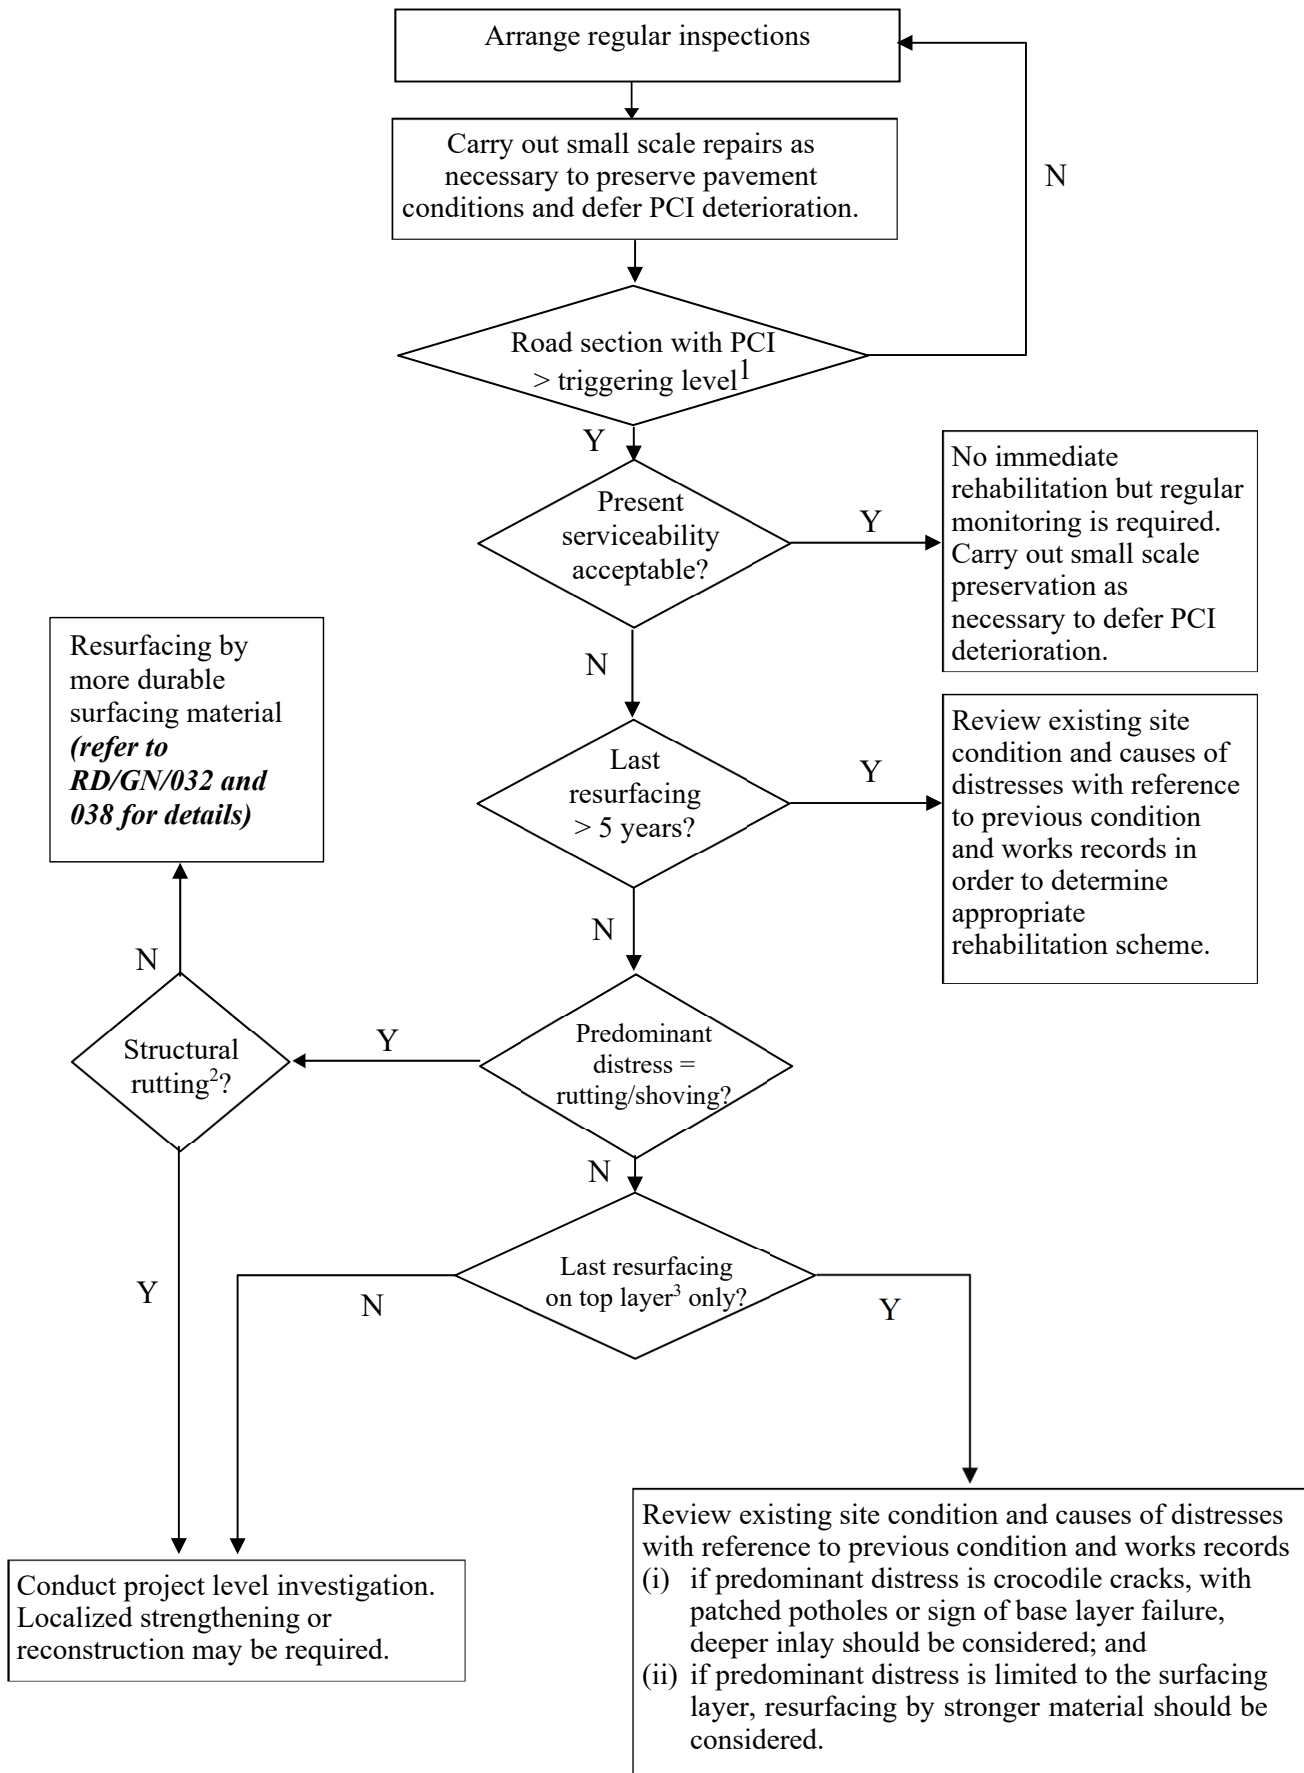 Arrange regular inspections
Carry out small scale repairs as
necessary to preserve pavement
conditions and defer PCI deterioration.
N
Road section with PCI
> triggering level1
Y
Present
serviceability
acceptable?
Y
No immediate
rehabilitation but regular
monitoring is required.
Carry out small scale
preservation as
necessary to defer PCI
deterioration.
N
Resurfacing by
more durable
surfacing material
(refer to
RD/GN/032 and
038 for details)
Last
resurfacing
> 5 years?
Y
Review existing site
condition and causes of
distresses with reference
to previous condition
and works records in
order to determine
appropriate
rehabilitation scheme.
N
N
Structural
rutting2?
Y
Predominant
distress =
rutting/shoving?
N
Y
Last resurfacing
on top layer3 only?
N
Y
Conduct project level investigation.
Localized strengthening or
reconstruction may be required.
Review existing site condition and causes of distresses
with reference to previous condition and works records
(i) if predominant distress is crocodile cracks, with
patched potholes or sign of base layer failure,
deeper inlay should be considered; and
(ii) if predominant distress is limited to the surfacing
layer, resurfacing by stronger material should be
considered.